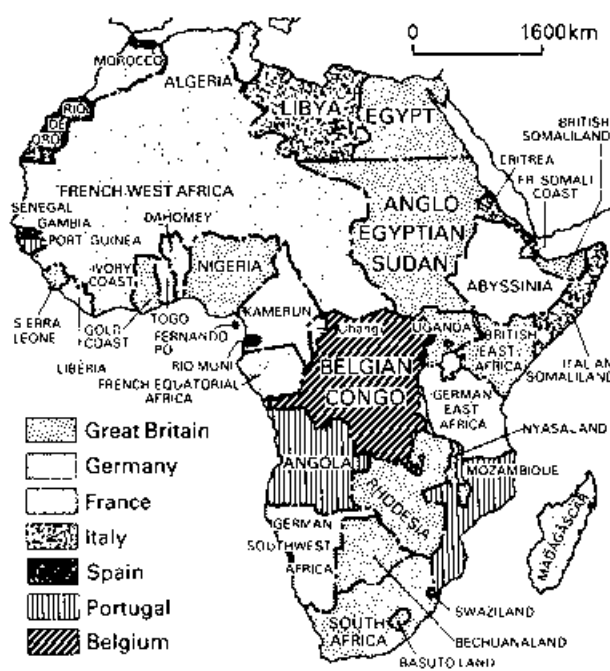 0 1600km
MOROCCO
ALGERIA
LIBYA
EGYPT
BRITISH
SOMALILAND
RIO
DE
ORO
ERITREA
FR. SOMALI
COAST
FRENCH WEST AFRICA
ANGLO
EGYPTIAN
SUDAN
SENEGAL
GAMBIA
PORT. GUINEA
DAHOMEY
NIGERIA
ABYSSINIA
IVORY
COAST
SIERRA
LEONE
GOLD
COAST
TOGO
FERNANDO
PO
KAMERUN
UGANDA
BRITISH
EAST
AFRICA
LIBERIA
RIO MUNI
FRENCH EQUATORIAL
AFRICA
BELGIAN
CONGO
ITALIAN
SOMALILAND
GERMAN
EAST
AFRICA
NYASALAND
ANGOLA
MOZAMBIQUE
RHODESIA
MADAGASCAR
GERMAN
SOUTHWEST
AFRICA
SWAZILAND
SOUTH
AFRICA
BECHUANALAND
BASUTOLAND
Great Britain
Germany
France
Italy
Spain
Portugal
Belgium